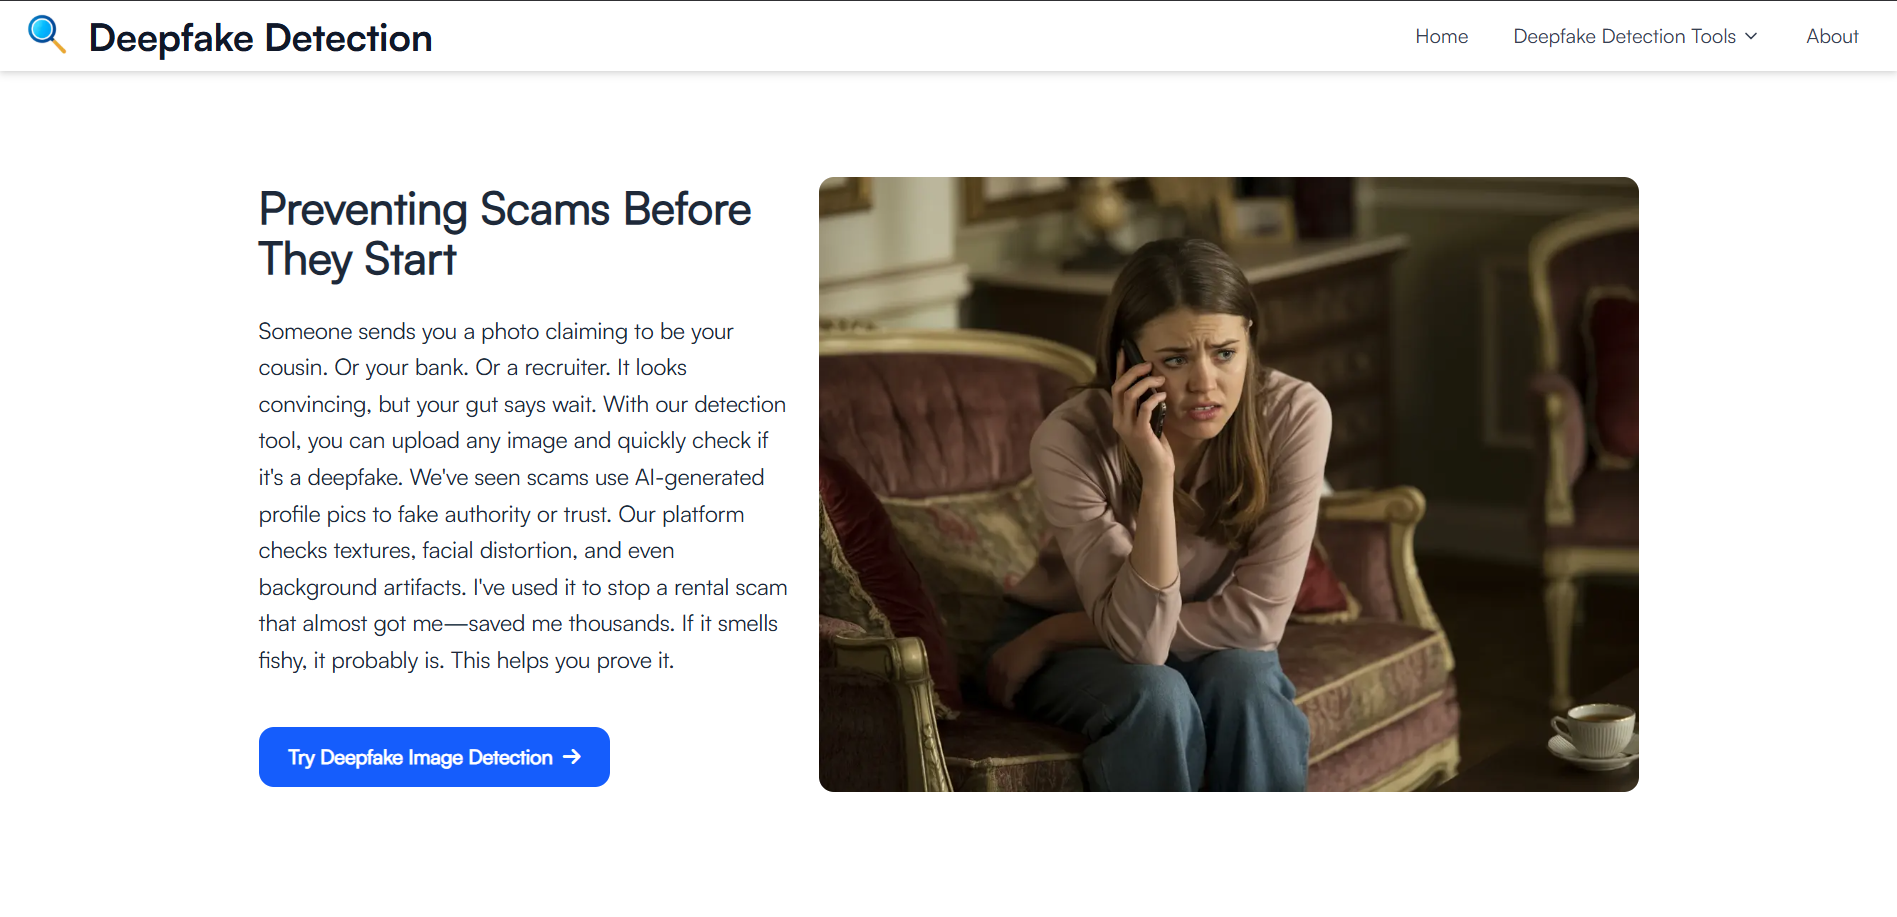 Deepfake Detection
Home
Deepfake Detection Tools
About
Preventing Scams Before
They Start
Someone sends you a photo claiming to be your
cousin. Or your bank. Or a recruiter. It looks
convincing, but your gut says wait. With our detection
tool, you can upload any image and quickly check if
it's a deepfake. We've seen scams use AI-generated
profile pics to fake authority or trust. Our platform
checks textures, facial distortion, and even
background artifacts. I've used it to stop a rental scam
that almost got me—saved me thousands. If it smells
fishy, it probably is. This helps you prove it.
Try Deepfake Image Detection →